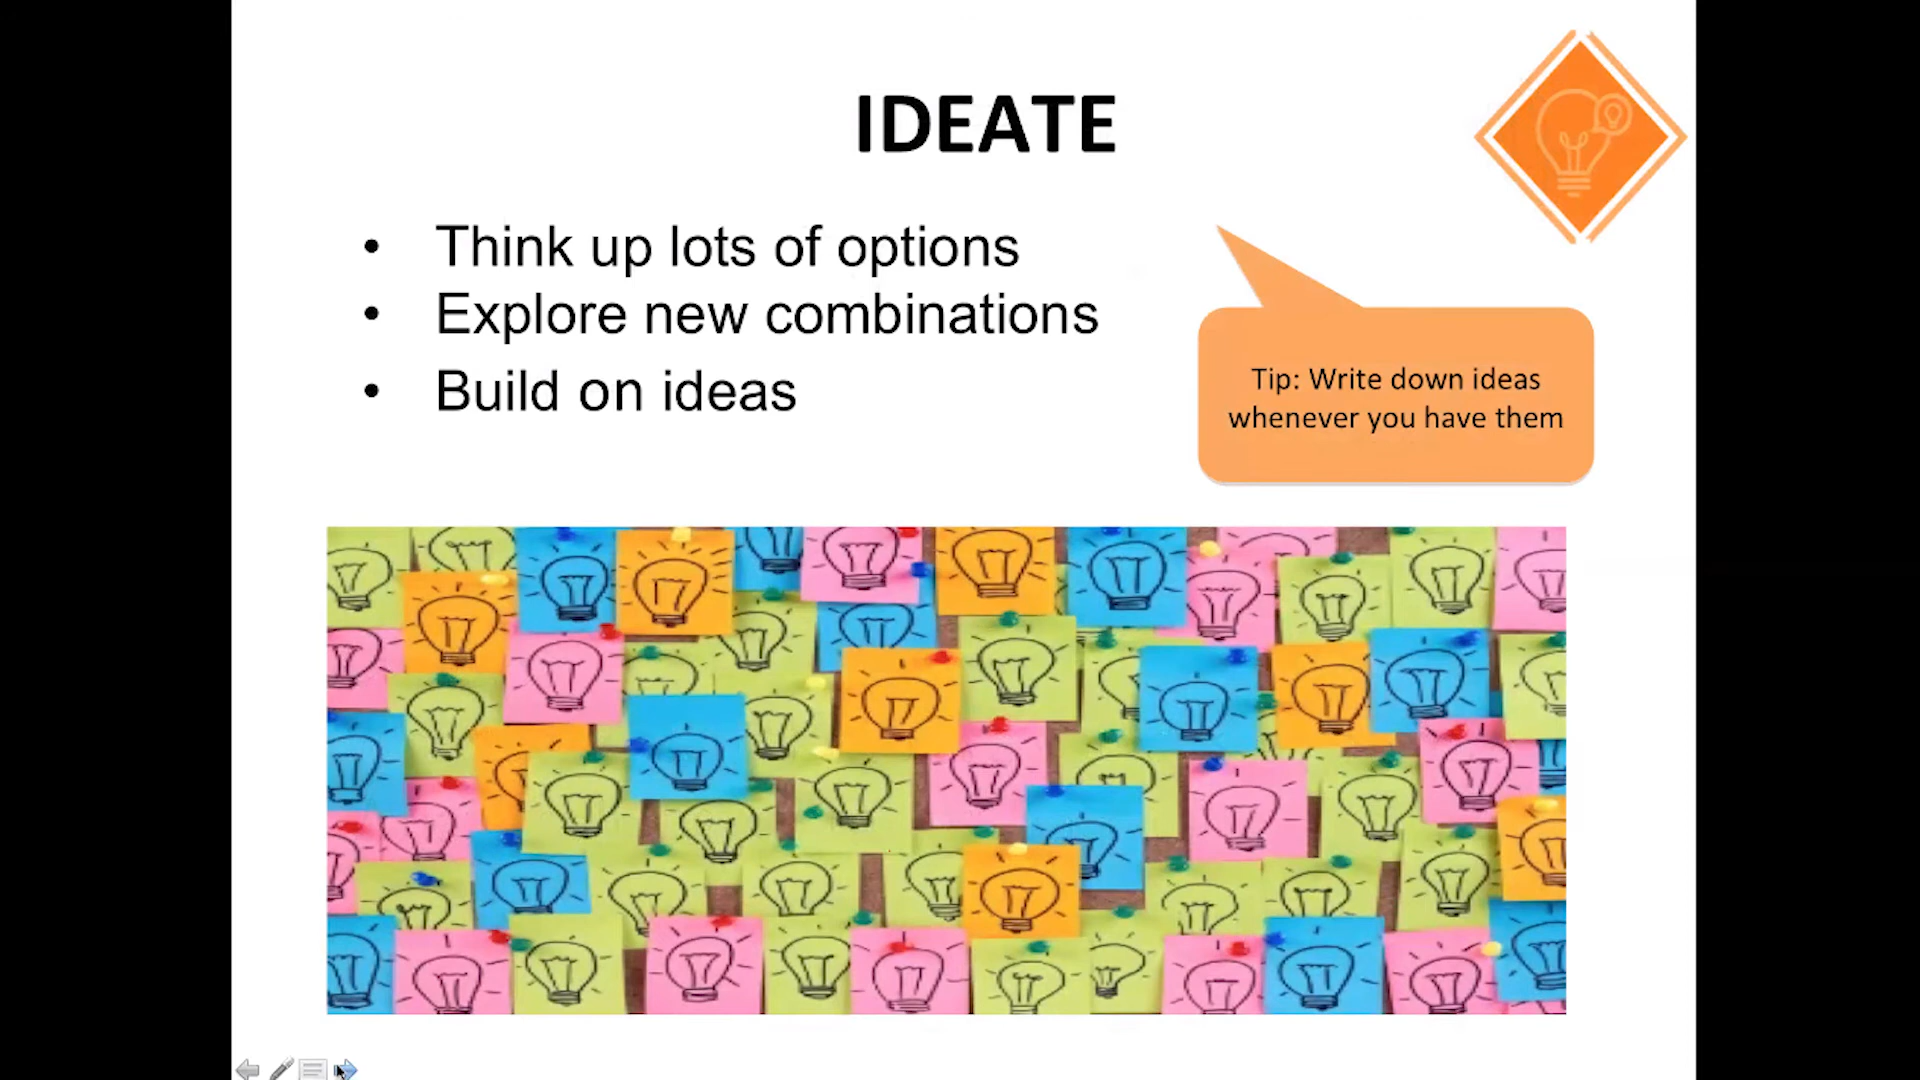 IDEATE
• Think up lots of options
• Explore new combinations
• Build on ideas
Tip: Write down ideas
whenever you have them